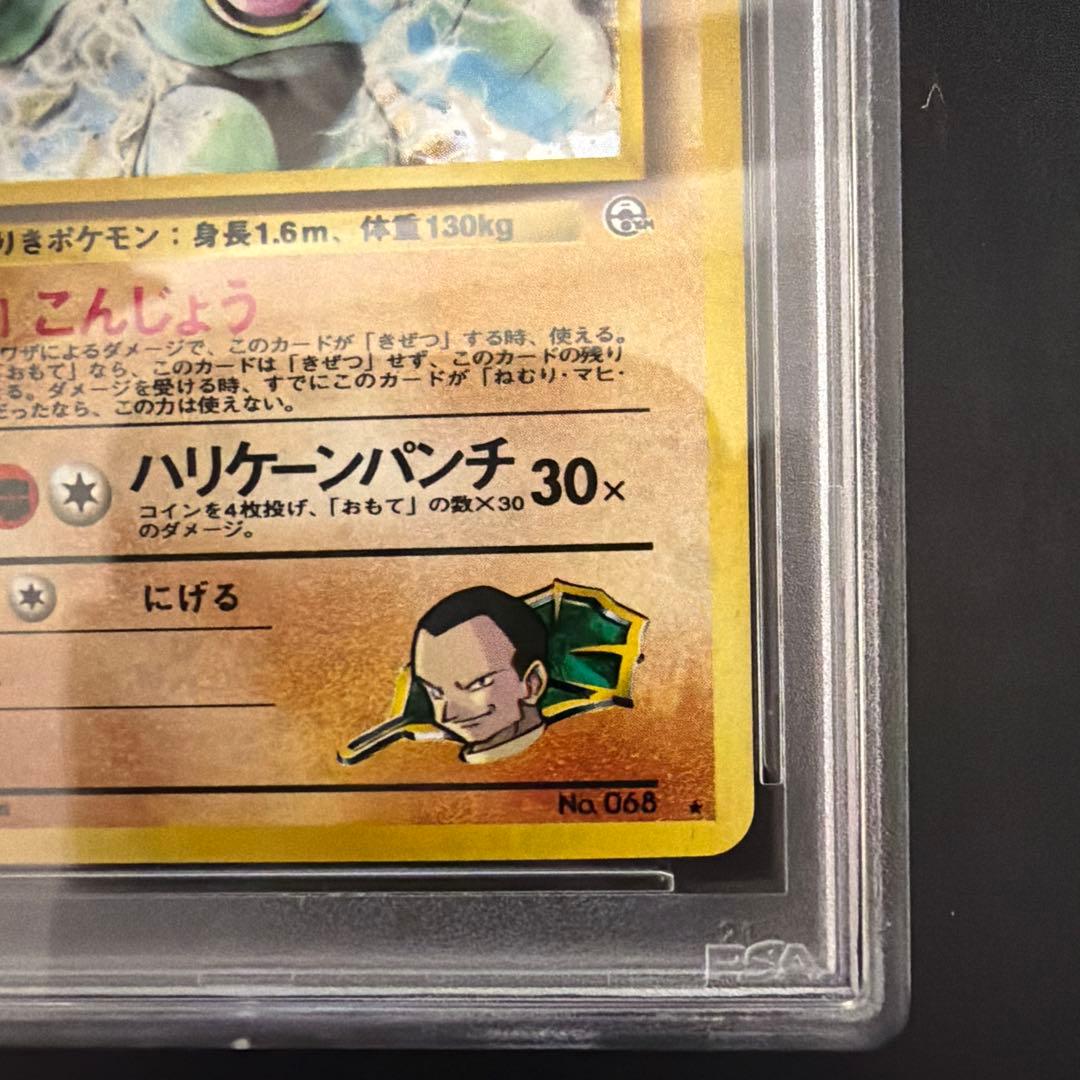 りきポケモン：身長1.6m、体重130kg
こんじょう
ワザによるダメージで、このカードが「きぜつ」する時、使える。
おもて」なら、このカードは「きぜつ」せず、このカードの残り
る。ダメージを受ける時、すでにこのカードが「ねむり・マヒ・
だったなら、この力は使えない。
ハリケーンパンチ 30×
コインを4枚投げ、「おもて」の数×30
のダメージ。
にげる
No.068 ★
PSA